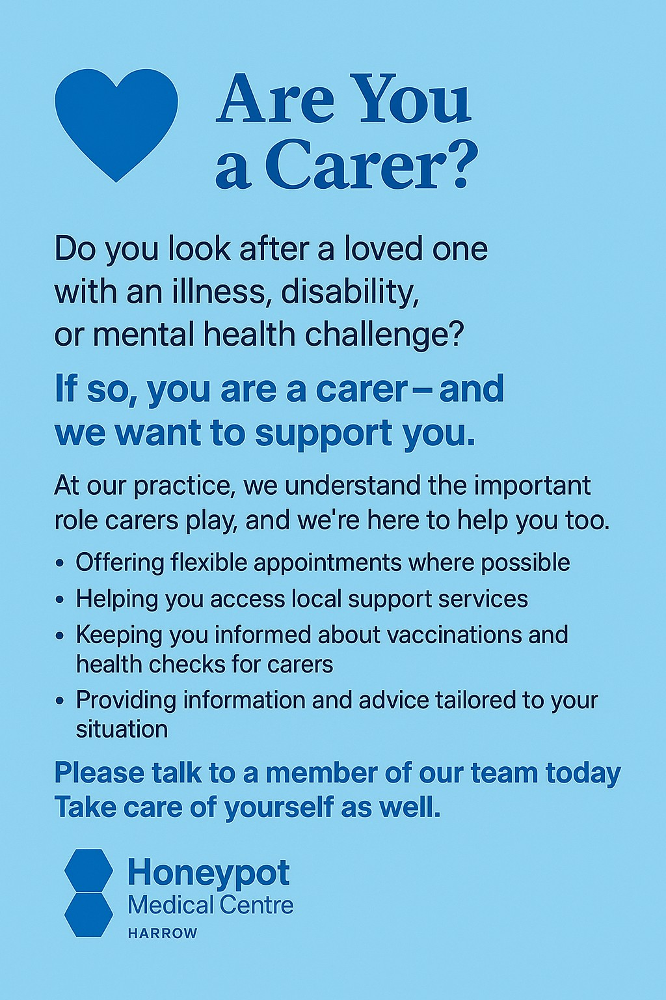 Are You
a Carer?
Do you look after a loved one
with an illness, disability,
or mental health challenge?
If so, you are a carer – and
we want to support you.
At our practice, we understand the important
role carers play, and we're here to help you too.
• Offering flexible appointments where possible
• Helping you access local support services
• Keeping you informed about vaccinations and
health checks for carers
• Providing information and advice tailored to your
situation
Please talk to a member of our team today
Take care of yourself as well.
Honeypot
Medical Centre
HARROW